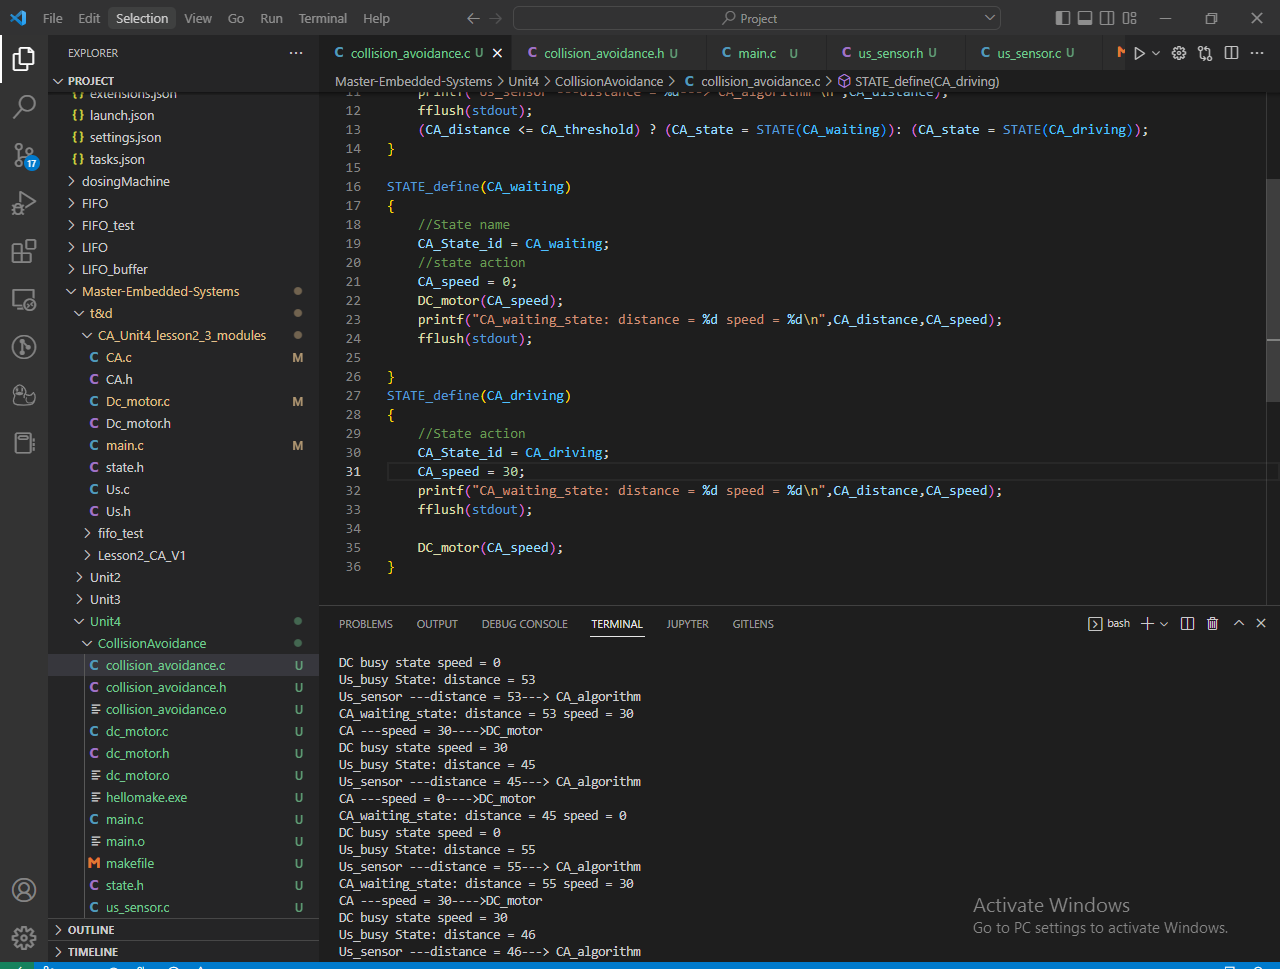 File Edit Selection View Go Run Terminal Help Project
EXPLORER
collision_avoidance.c U
collision_avoidance.h U
main.c U
us_sensor.h U
us_sensor.c U
Master-Embedded-Systems > Unit4 > CollisionAvoidance > collision_avoidance.c > STATE_define(CA_driving)
PROJECT
extensions.json
launch.json
settings.json
tasks.json
dosingMachine
FIFO
FIFO_test
LIFO
LIFO_buffer
Master-Embedded-Systems
t&d
CA_Unit4_lesson2_3_modules
CA.c M
CA.h
Dc_motor.c M
Dc_motor.h
main.c M
state.h
Us.c
Us.h
fifo_test
Lesson2_CA_V1
Unit2
Unit3
Unit4
CollisionAvoidance
collision_avoidance.c U
collision_avoidance.h U
collision_avoidance.o U
dc_motor.c U
dc_motor.h U
dc_motor.o U
hellomake.exe U
main.c U
main.o U
makefile U
state.h U
us_sensor.c U
OUTLINE
TIMELINE
17
11 printf("us_sensor ---distance = %d---> CA_algorithm \n",CA_distance);
12 fflush(stdout);
13 (CA_distance <= CA_threshold) ? (CA_state = STATE(CA_waiting)): (CA_state = STATE(CA_driving));
14 }
15
16 STATE_define(CA_waiting)
17 {
18 //State name
19 CA_State_id = CA_waiting;
20 //state action
21 CA_speed = 0;
22 DC_motor(CA_speed);
23 printf("CA_waiting_state: distance = %d speed = %d\n",CA_distance,CA_speed);
24 fflush(stdout);
25
26 }
27 STATE_define(CA_driving)
28 {
29 //State action
30 CA_State_id = CA_driving;
31 CA_speed = 30;
32 printf("CA_waiting_state: distance = %d speed = %d\n",CA_distance,CA_speed);
33 fflush(stdout);
34
35 DC_motor(CA_speed);
36 }
PROBLEMS OUTPUT DEBUG CONSOLE TERMINAL JUPYTER GITLENS bash
DC busy state speed = 0
Us_busy State: distance = 53
Us_sensor ---distance = 53---> CA_algorithm
CA_waiting_state: distance = 53 speed = 30
CA ---speed = 30---->DC_motor
DC busy state speed = 30
Us_busy State: distance = 45
Us_sensor ---distance = 45---> CA_algorithm
CA ---speed = 0---->DC_motor
CA_waiting_state: distance = 45 speed = 0
DC busy state speed = 0
Us_busy State: distance = 55
Us_sensor ---distance = 55---> CA_algorithm
CA_waiting_state: distance = 55 speed = 30
CA ---speed = 30---->DC_motor
DC busy state speed = 30
Us_busy State: distance = 46
Us_sensor ---distance = 46---> CA_algorithm
Activate Windows
Go to PC settings to activate Windows.